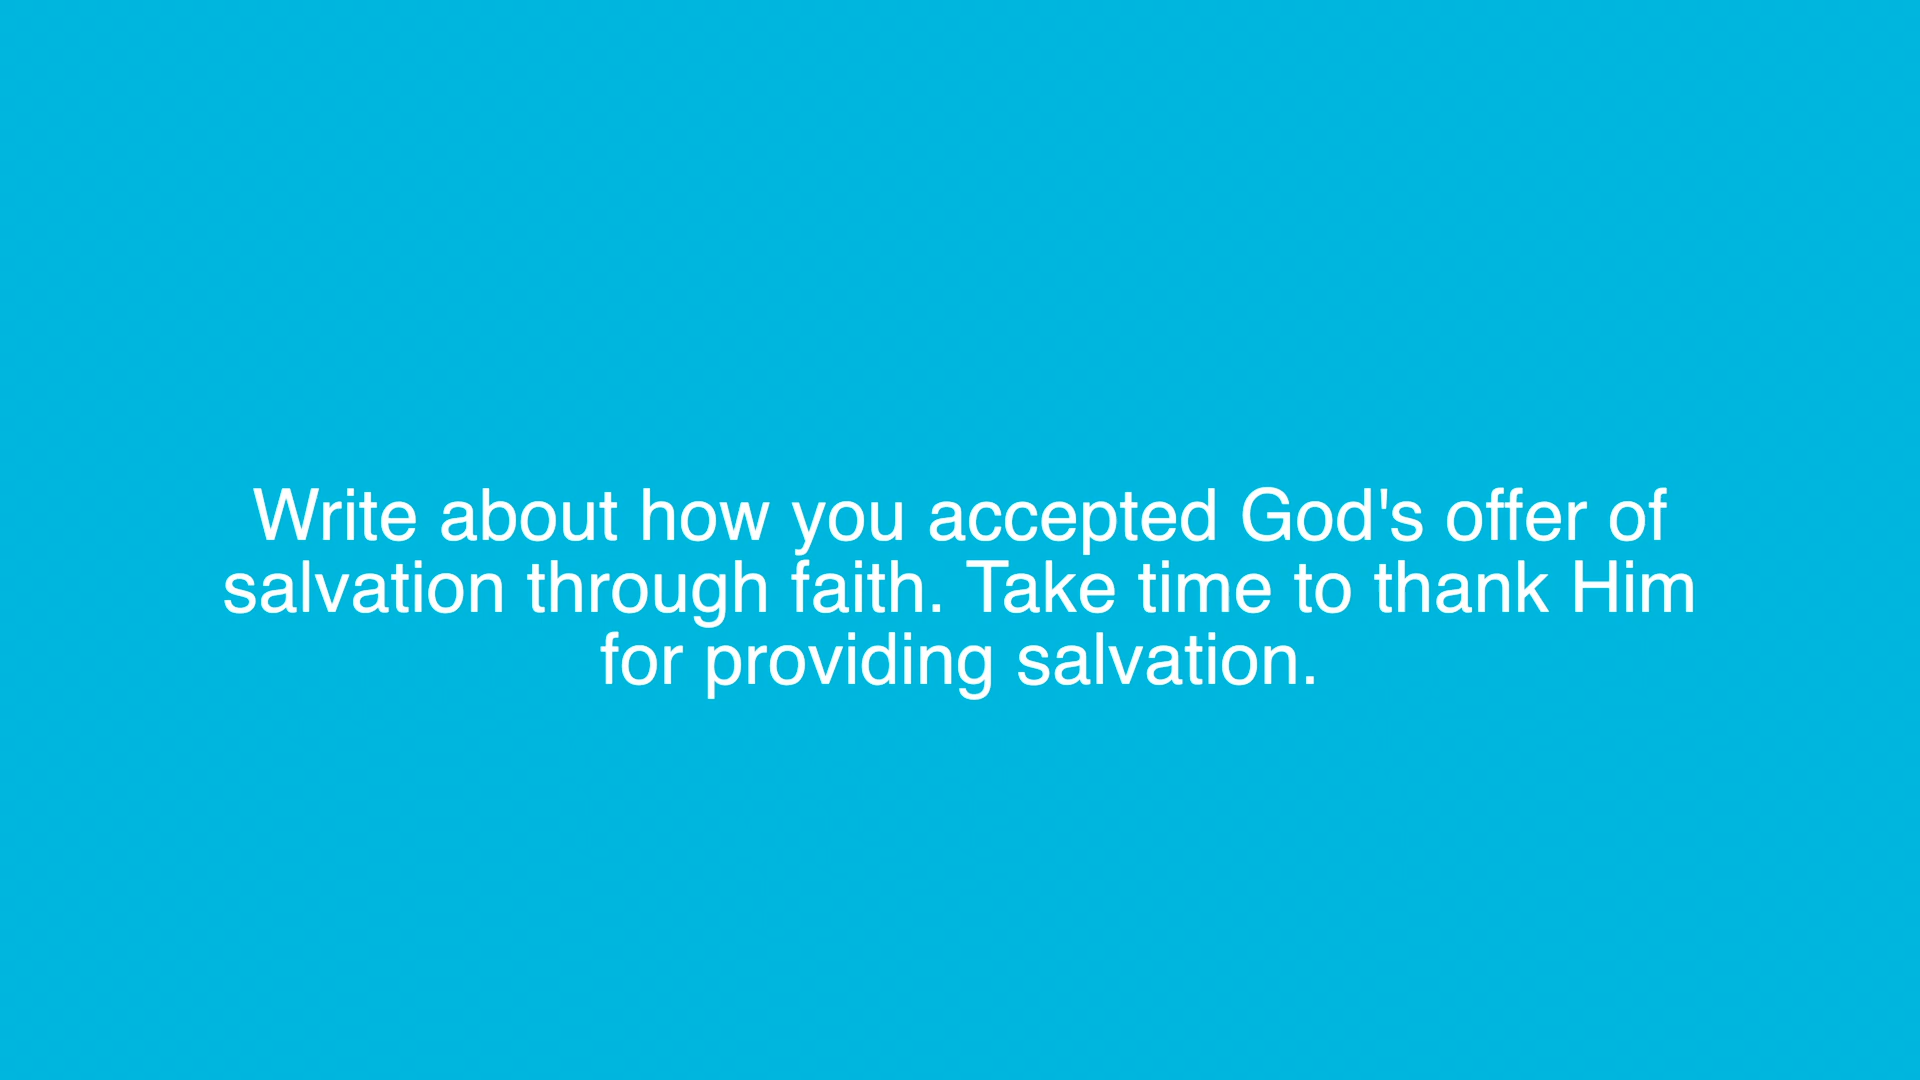 Write about how you accepted God's offer of
salvation through faith. Take time to thank Him
for providing salvation.